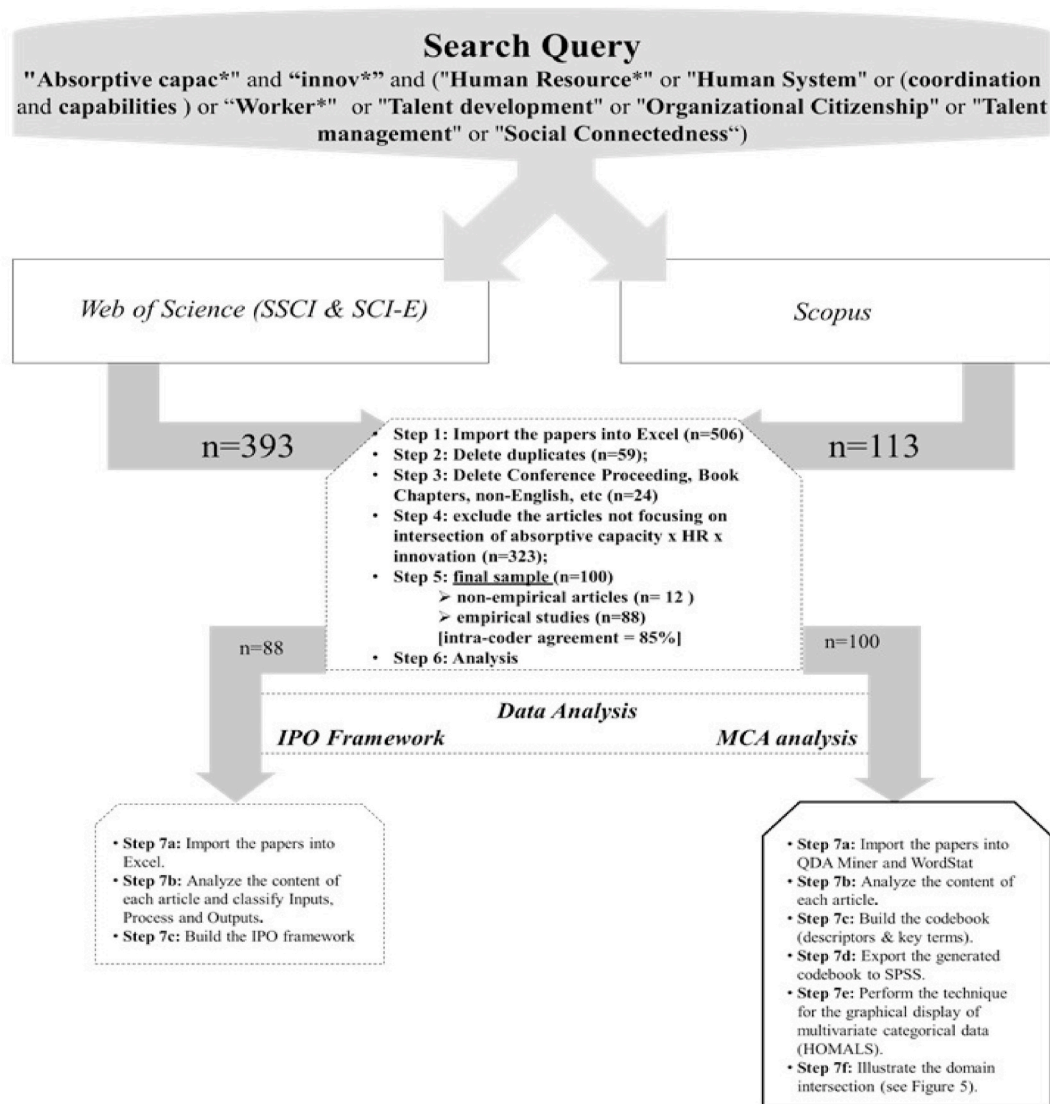 Search Query
"Absorptive capac*" and “innov*” and ("Human Resource*" or "Human System" or (coordination
and capabilities ) or “Worker*" or "Talent development" or "Organizational Citizenship" or "Talent
management" or "Social Connectedness“)
Web of Science (SSCI & SCI-E)
Scopus
n=393
n=113
• Step 1: Import the papers into Excel (n=506)
• Step 2: Delete duplicates (n=59);
• Step 3: Delete Conference Proceeding, Book
Chapters, non-English, etc (n=24)
• Step 4: exclude the articles not focusing on
intersection of absorptive capacity x HR x
innovation (n=323);
• Step 5: final sample (n=100)
➢ non-empirical articles (n= 12 )
➢ empirical studies (n=88)
[intra-coder agreement = 85%]
• Step 6: Analysis
n=88
n=100
Data Analysis
IPO Framework
MCA analysis
• Step 7a: Import the papers into
Excel.
• Step 7b: Analyze the content of
each article and classify Inputs,
Process and Outputs.
• Step 7c: Build the IPO framework
• Step 7a: Import the papers into
QDA Miner and WordStat
• Step 7b: Analyze the content of
each article.
• Step 7c: Build the codebook
(descriptors & key terms).
• Step 7d: Export the generated
codebook to SPSS.
• Step 7e: Perform the technique
for the graphical display of
multivariate categorical data
(HOMALS).
• Step 7f: Illustrate the domain
intersection (see Figure 5).